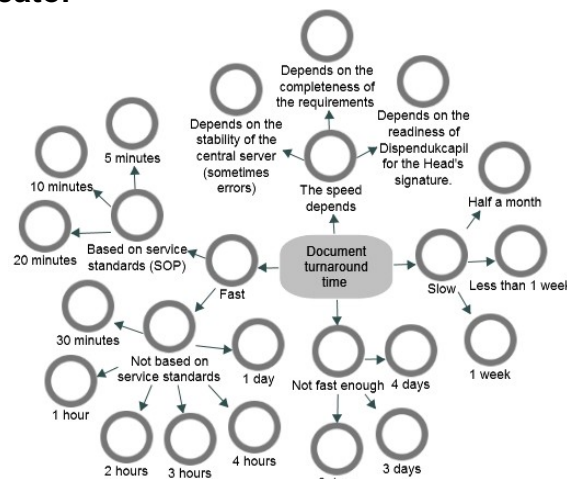 Depends on the
completeness of
the requirements
Depends on the
stability of the
central server
(sometimes
errors)
Depends on the
readiness of
Dispendukcapil
for the Head's
signature.
The speed
depends
5 minutes
10 minutes
20 minutes
Based on service
standards (SOP)
Fast
Document
turnaround
time
Half a month
Slow
Less than 1 week
1 week
30 minutes
Not based on
service standards
1 day
1 hour
2 hours
3 hours
4 hours
Not fast enough
4 days
3 days